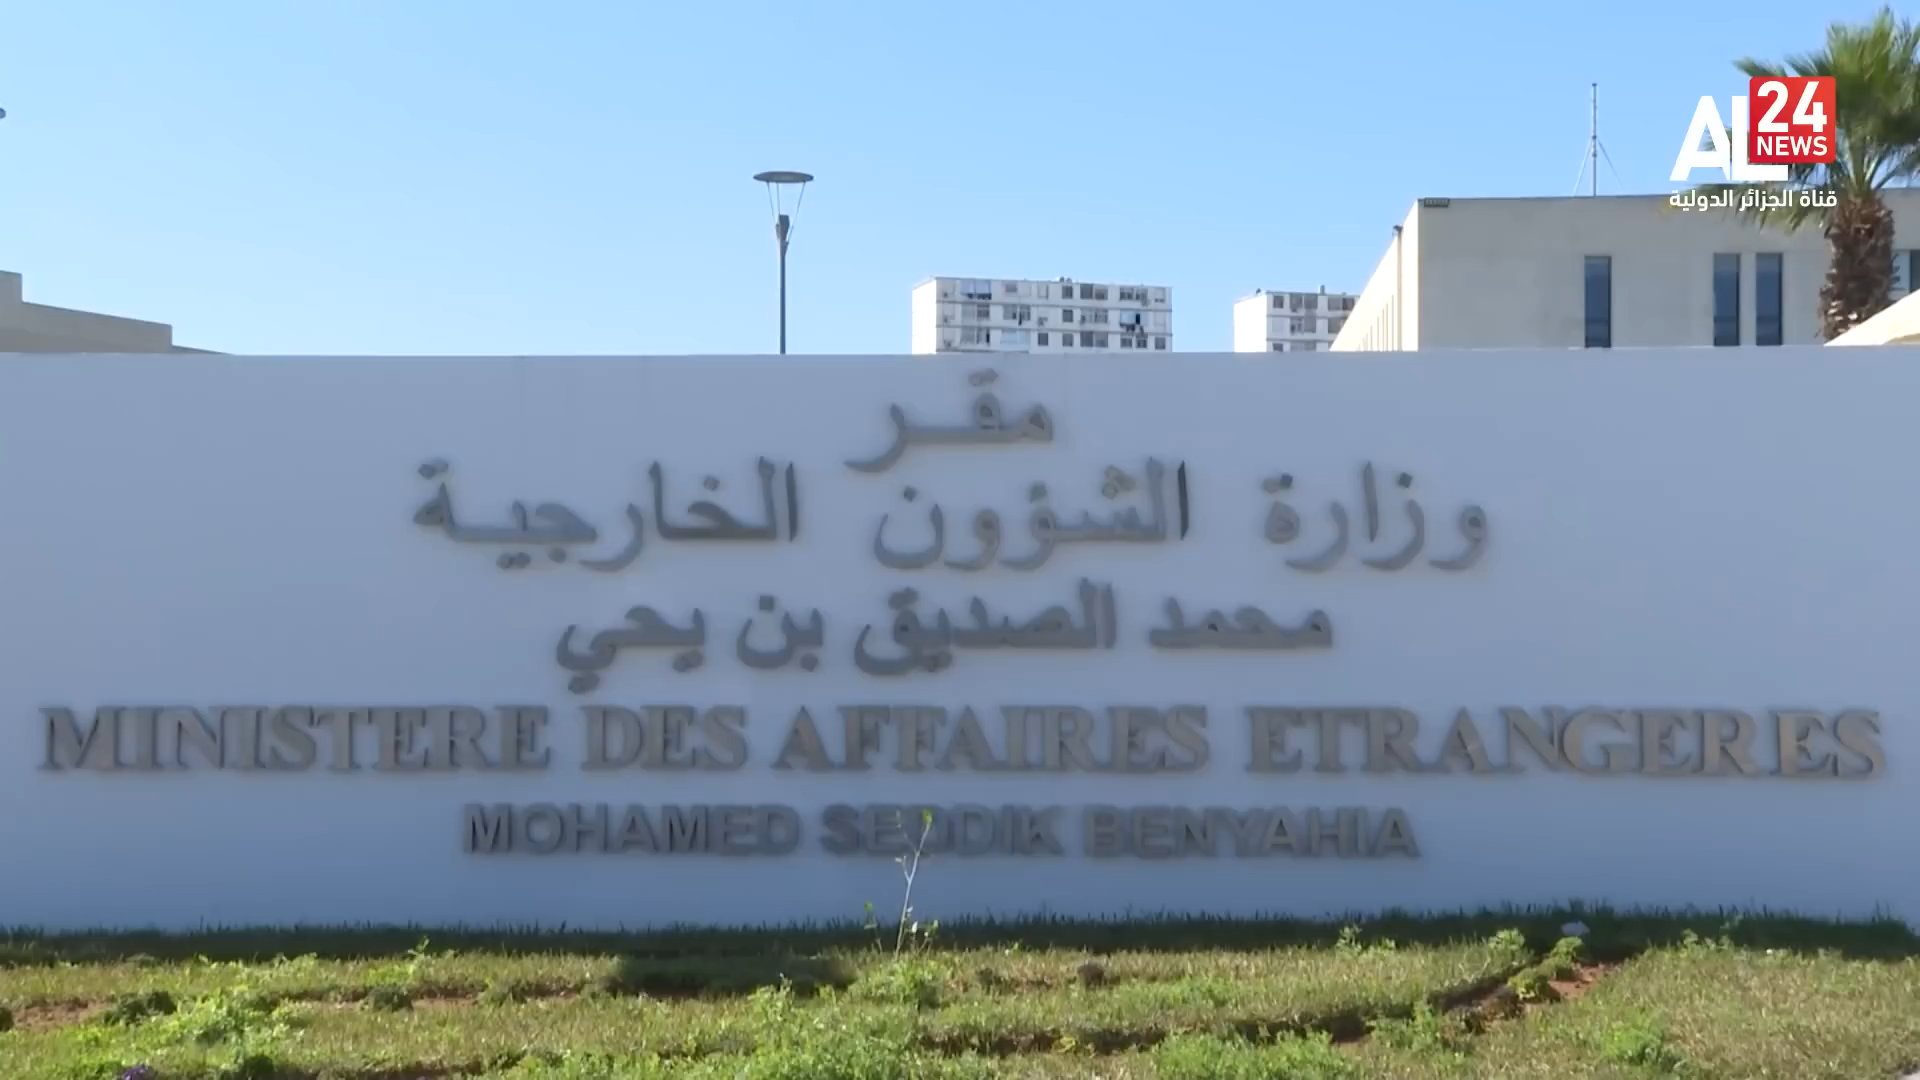 AL
24
NEWS
قناة الجزائر الدولية
مقر
وزارة الشؤون الخارجية
محمد الصديق بن يحي
MINISTERE DES AFFAIRES ETRANGERES
MOHAMED SEDDIK BENYAHIA